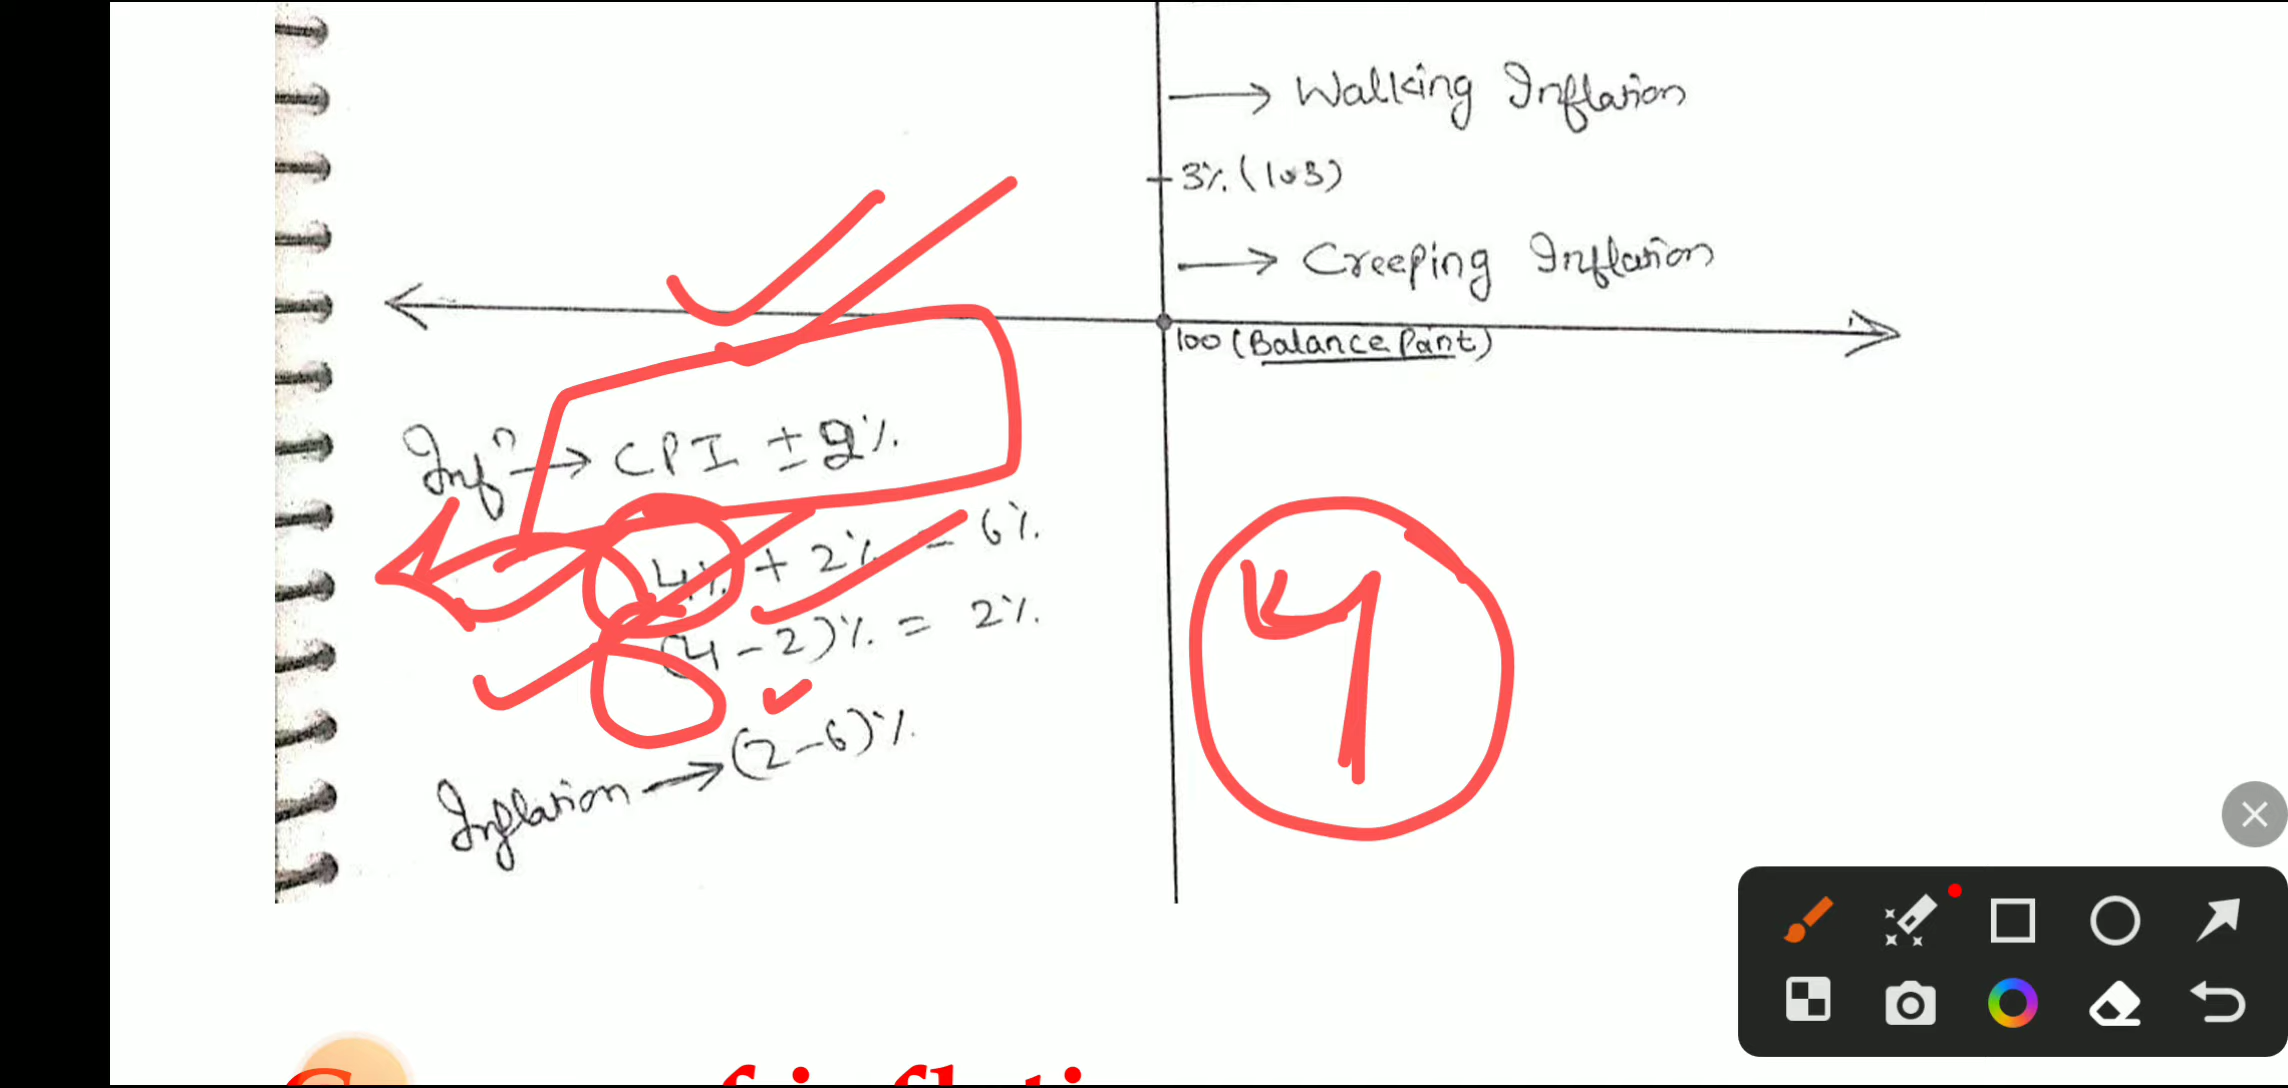 → Walking Inflation
3% (103)
→ Creeping Inflation
100 (Balance Point)
Infⁿ → CPI ± 2%
4% + 2% = 6%
(4 - 2)% = 2%
Inflation → (2-6)%
4